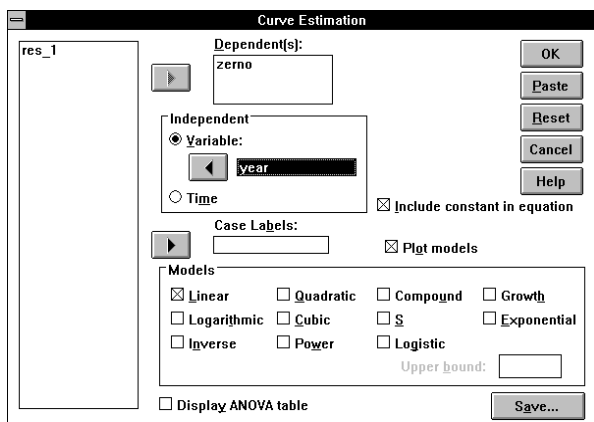 Curve Estimation
res_1
Dependent(s):
zerno
Independent
Variable:
year
Time
Case Labels:
OK
Paste
Reset
Cancel
Help
Include constant in equation
Plot models
Models
Linear Quadratic Compound Growth
Logarithmic Cubic S Exponential
Inverse Power Logistic
Upper bound:
Display ANOVA table
Save...